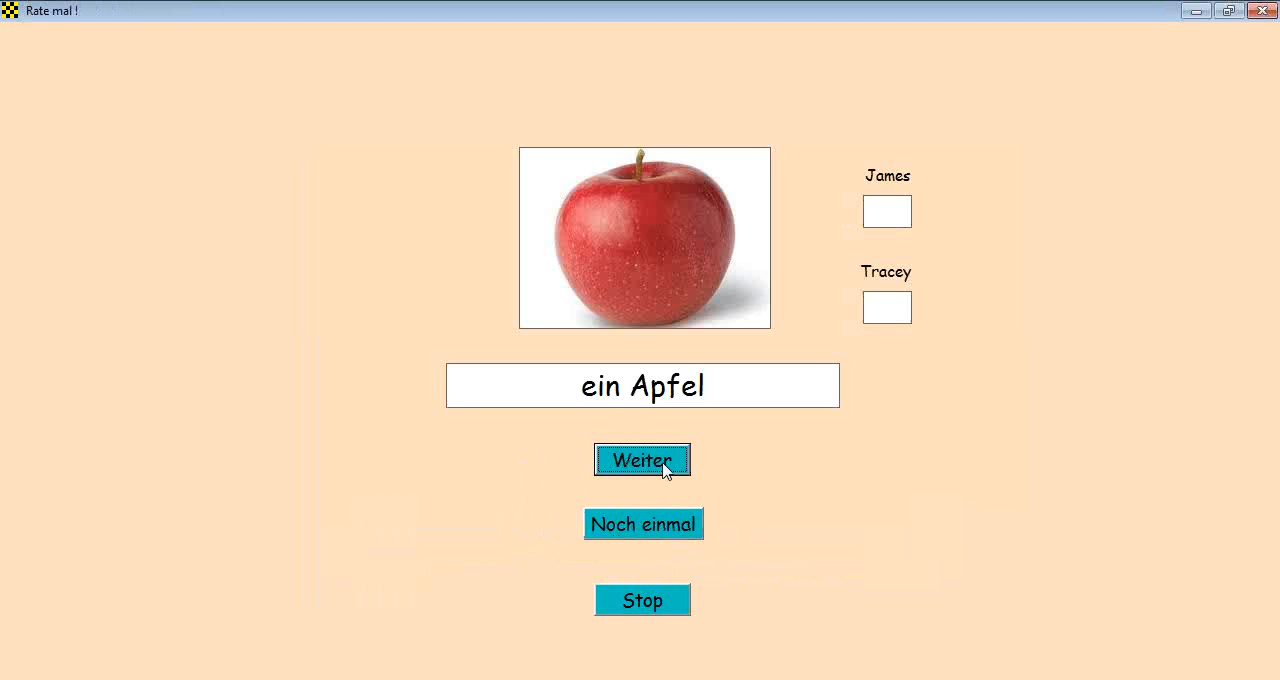 Rate mal !
James
Tracey
ein Apfel
Weiter
Noch einmal
Stop